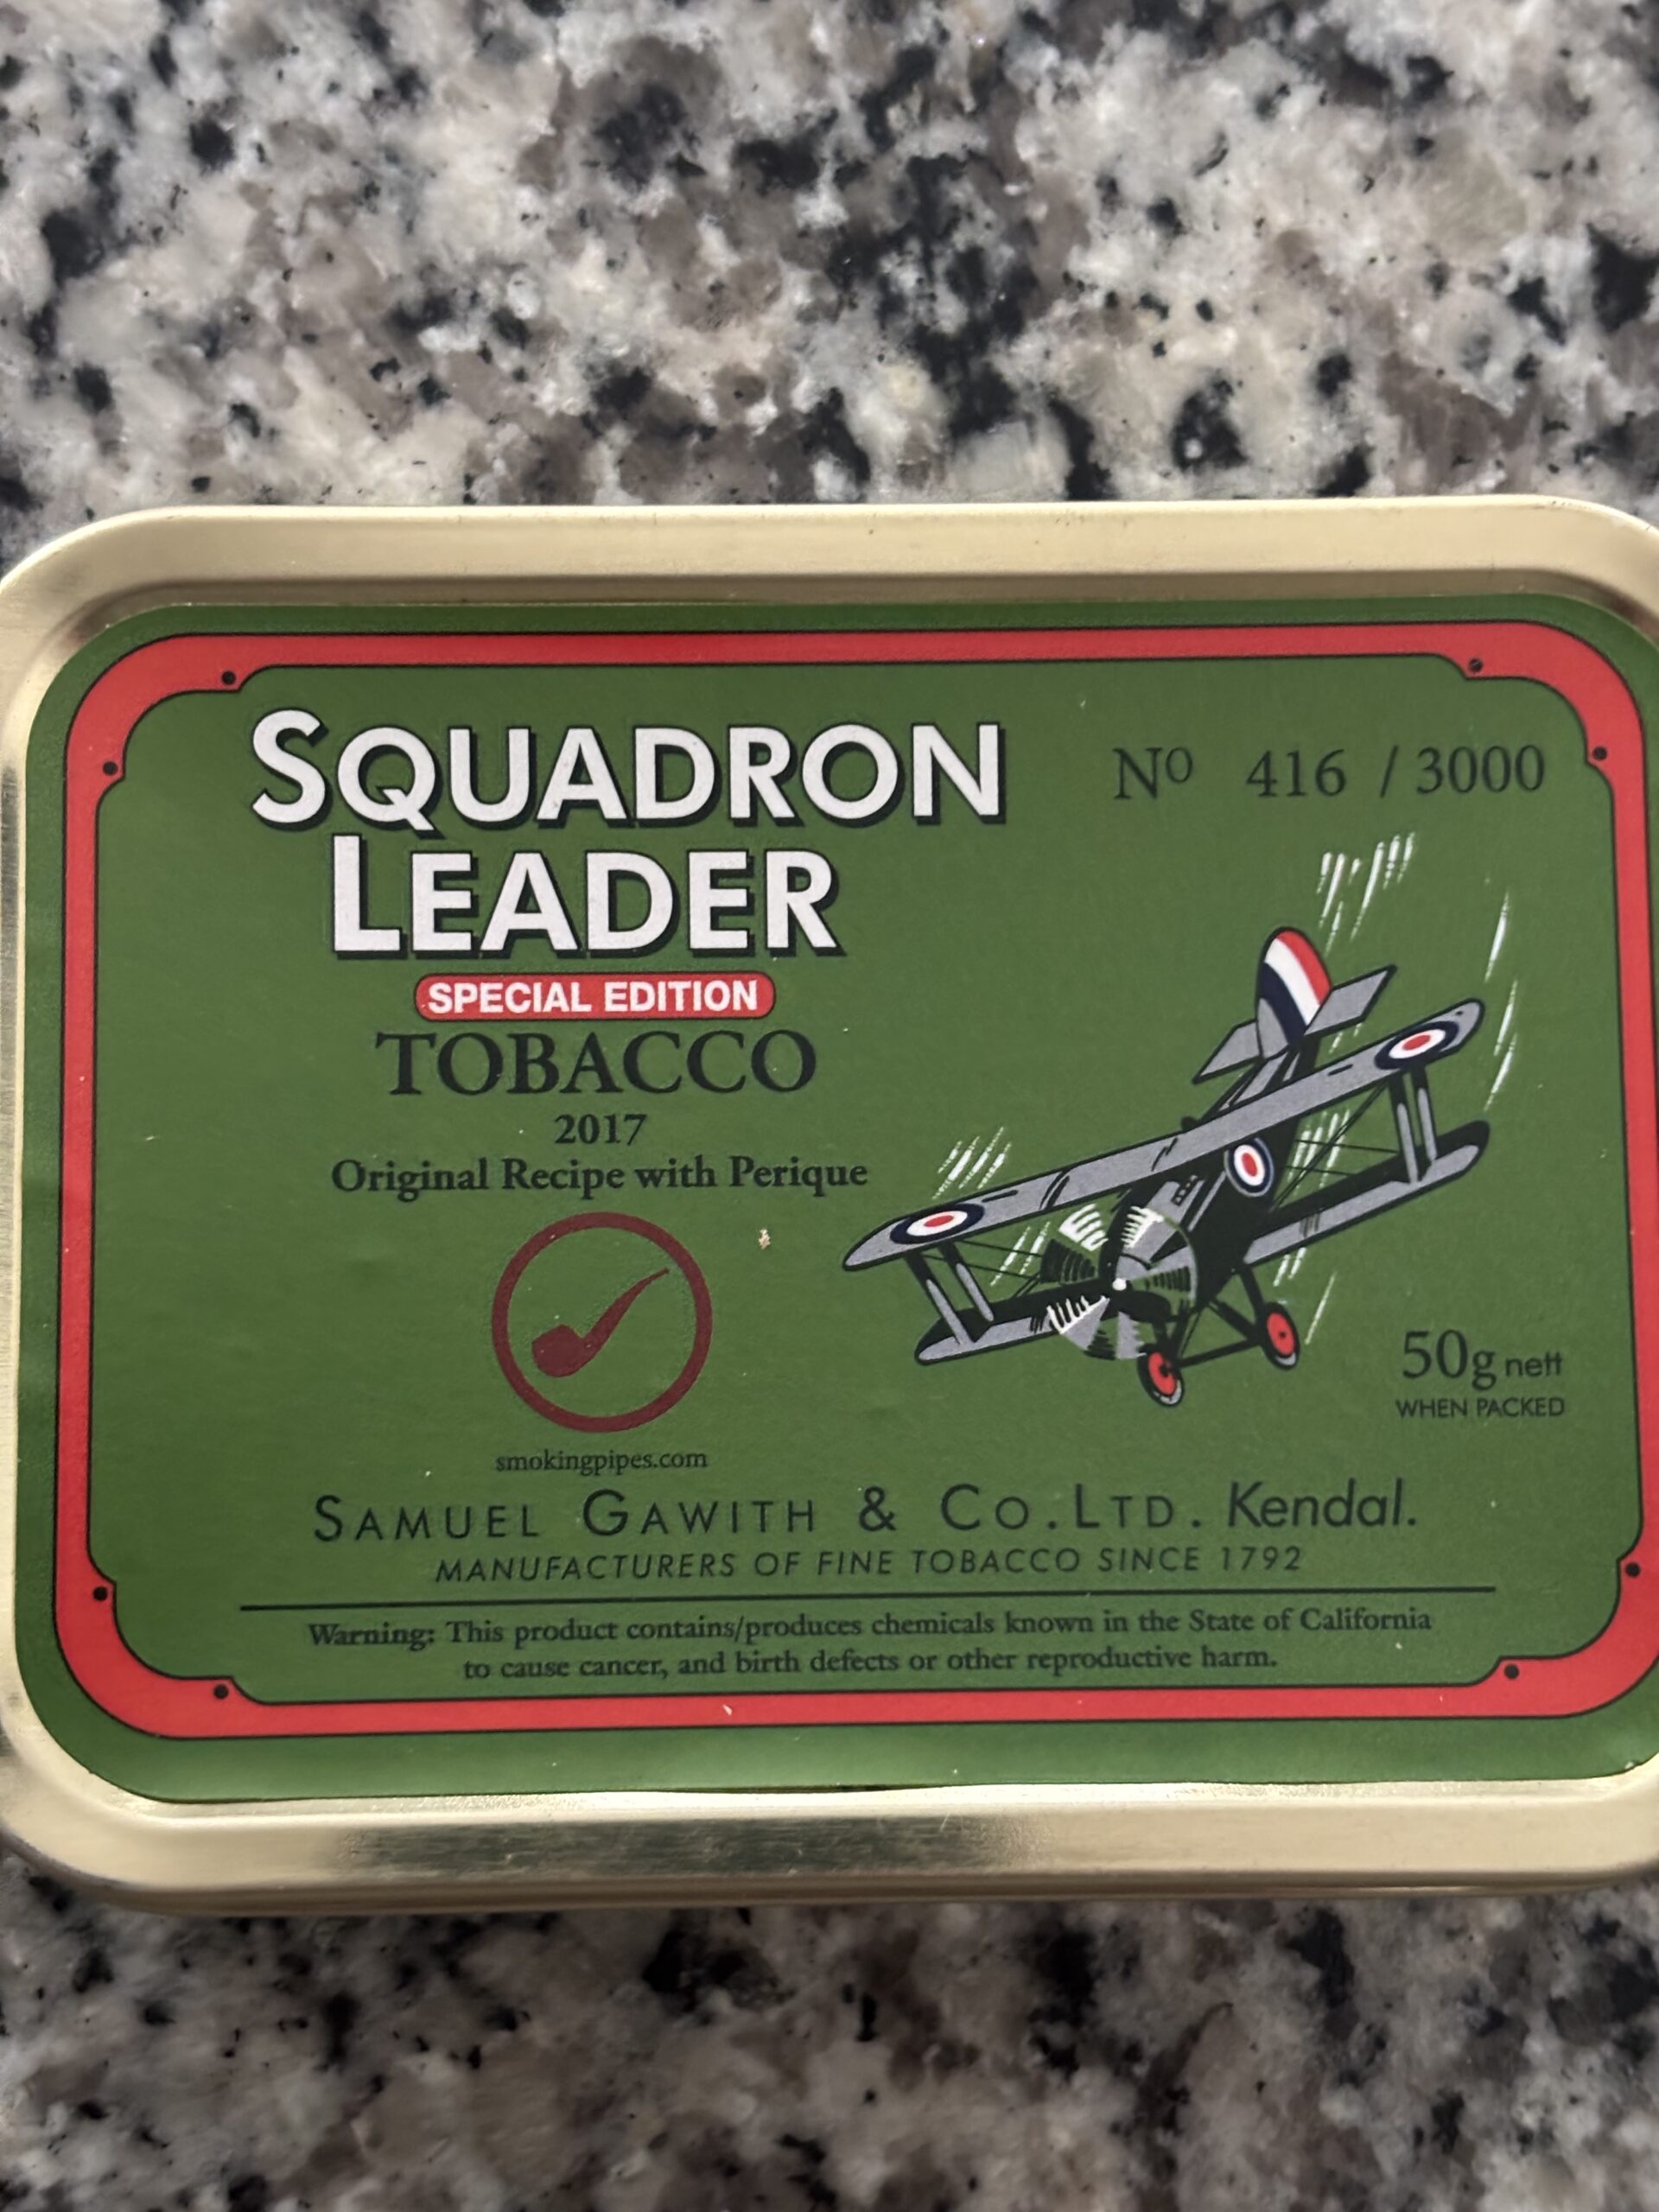 SQUADRON
LEADER
Nº 416 / 3000
SPECIAL EDITION
TOBACCO
2017
Original Recipe with Perique
smokingpipes.com
50g nett
WHEN PACKED
SAMUEL GAWITH & CO.LTD. Kendal.
MANUFACTURERS OF FINE TOBACCO SINCE 1792
Warning: This product contains/produces chemicals known in the State of California
to cause cancer, and birth defects or other reproductive harm.